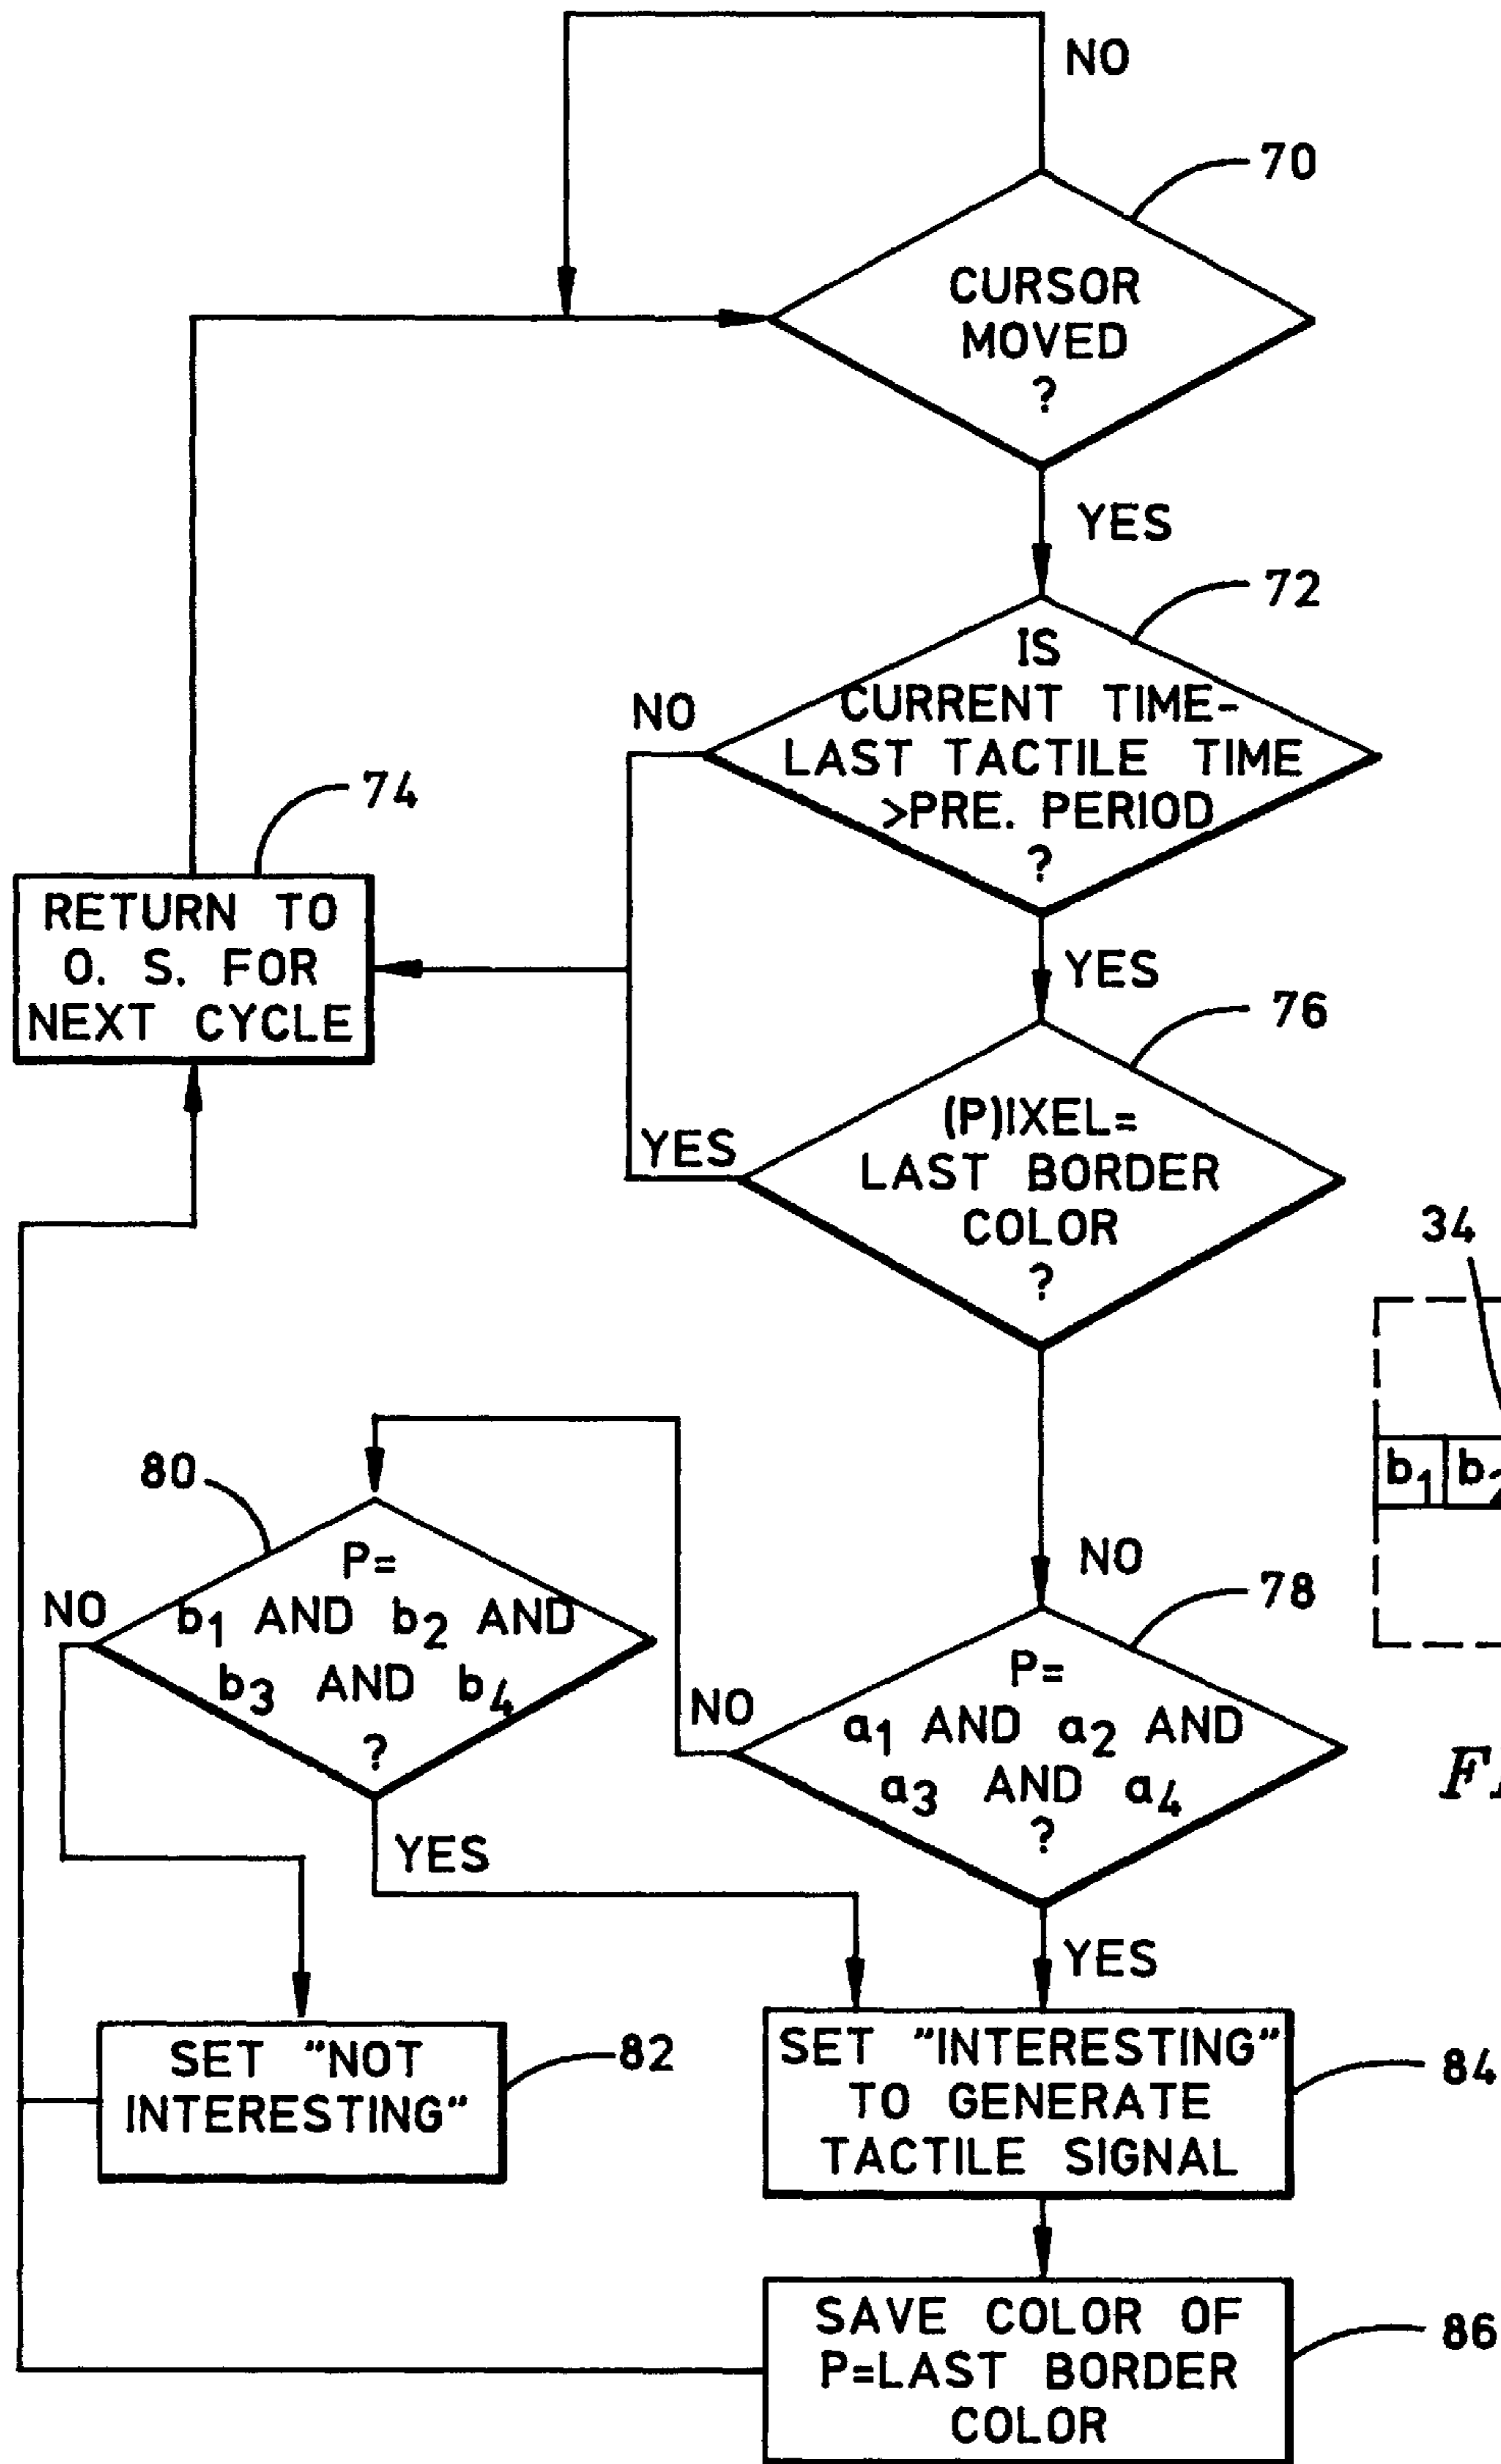 NO
70
CURSOR
MOVED
?
YES
72
IS
CURRENT TIME-
LAST TACTILE TIME
>PRE. PERIOD
?
NO
74
RETURN TO
O. S. FOR
NEXT CYCLE
YES
76
(P)IXEL=
LAST BORDER
COLOR
?
YES
34
b1
80
P=
b1 AND b2 AND
b3 AND b4
?
NO
NO
78
P=
a1 AND a2 AND
a3 AND a4
?
NO
YES
YES
SET "NOT
INTERESTING"
82
SET "INTERESTING"
TO GENERATE
TACTILE SIGNAL
84
SAVE COLOR OF
P=LAST BORDER
COLOR
86